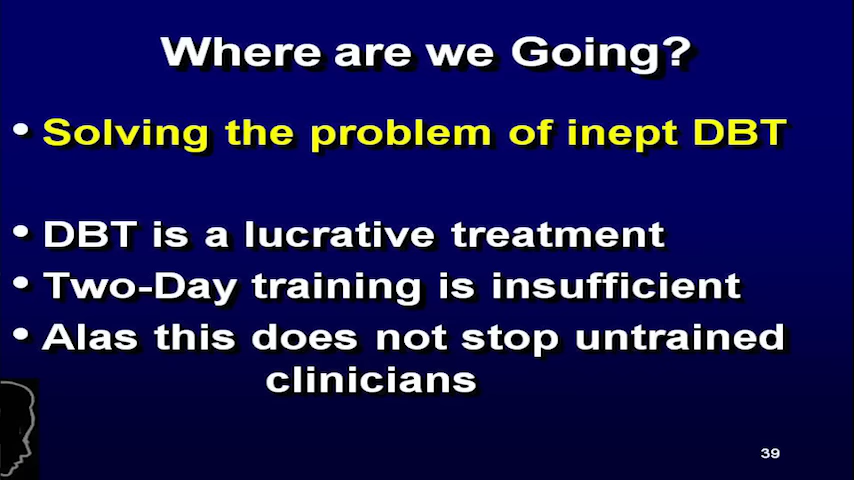 Where are we Going?
• Solving the problem of inept DBT
• DBT is a lucrative treatment
• Two-Day training is insufficient
• Alas this does not stop untrained
clinicians
39